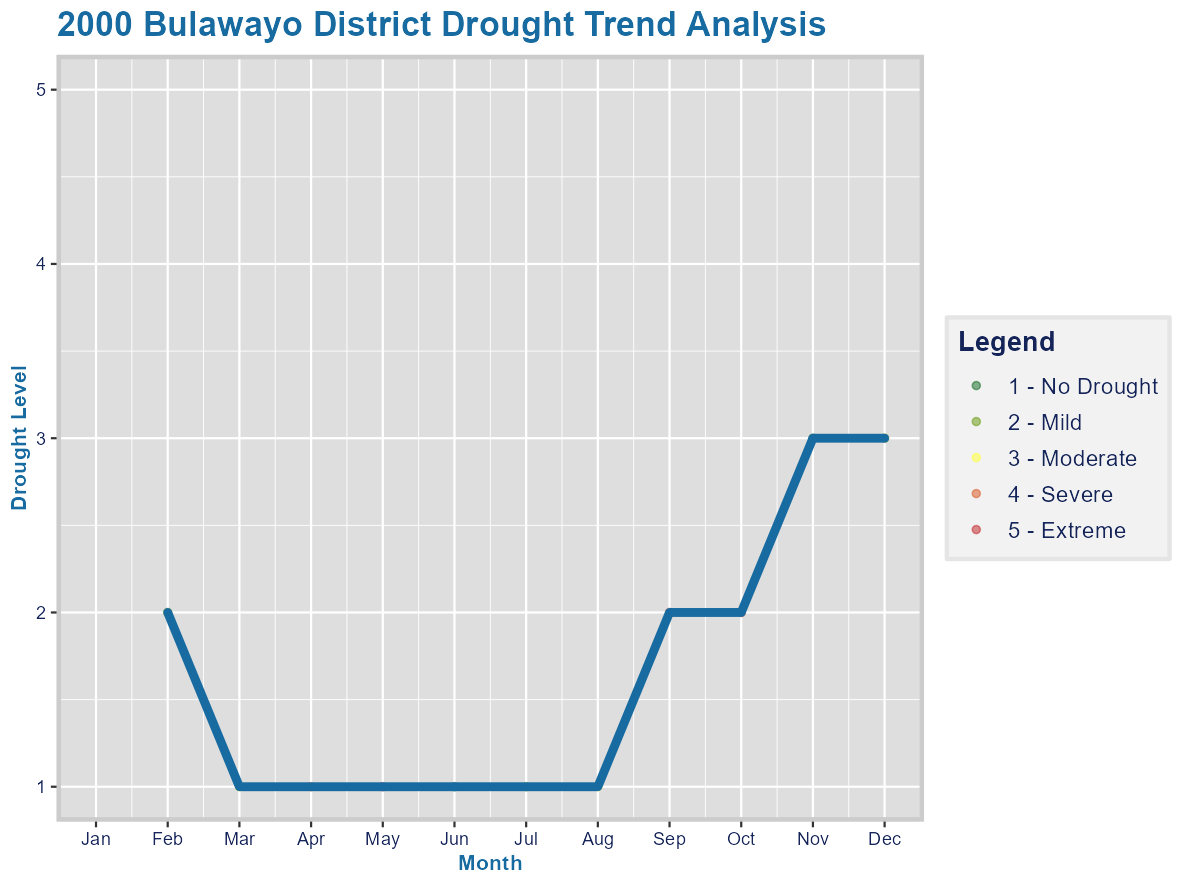 2000 Bulawayo District Drought Trend Analysis
5
4
3
2
1
Drought Level
Jan Feb Mar Apr May Jun Jul Aug Sep Oct Nov Dec
Month
Legend
1 - No Drought
2 - Mild
3 - Moderate
4 - Severe
5 - Extreme